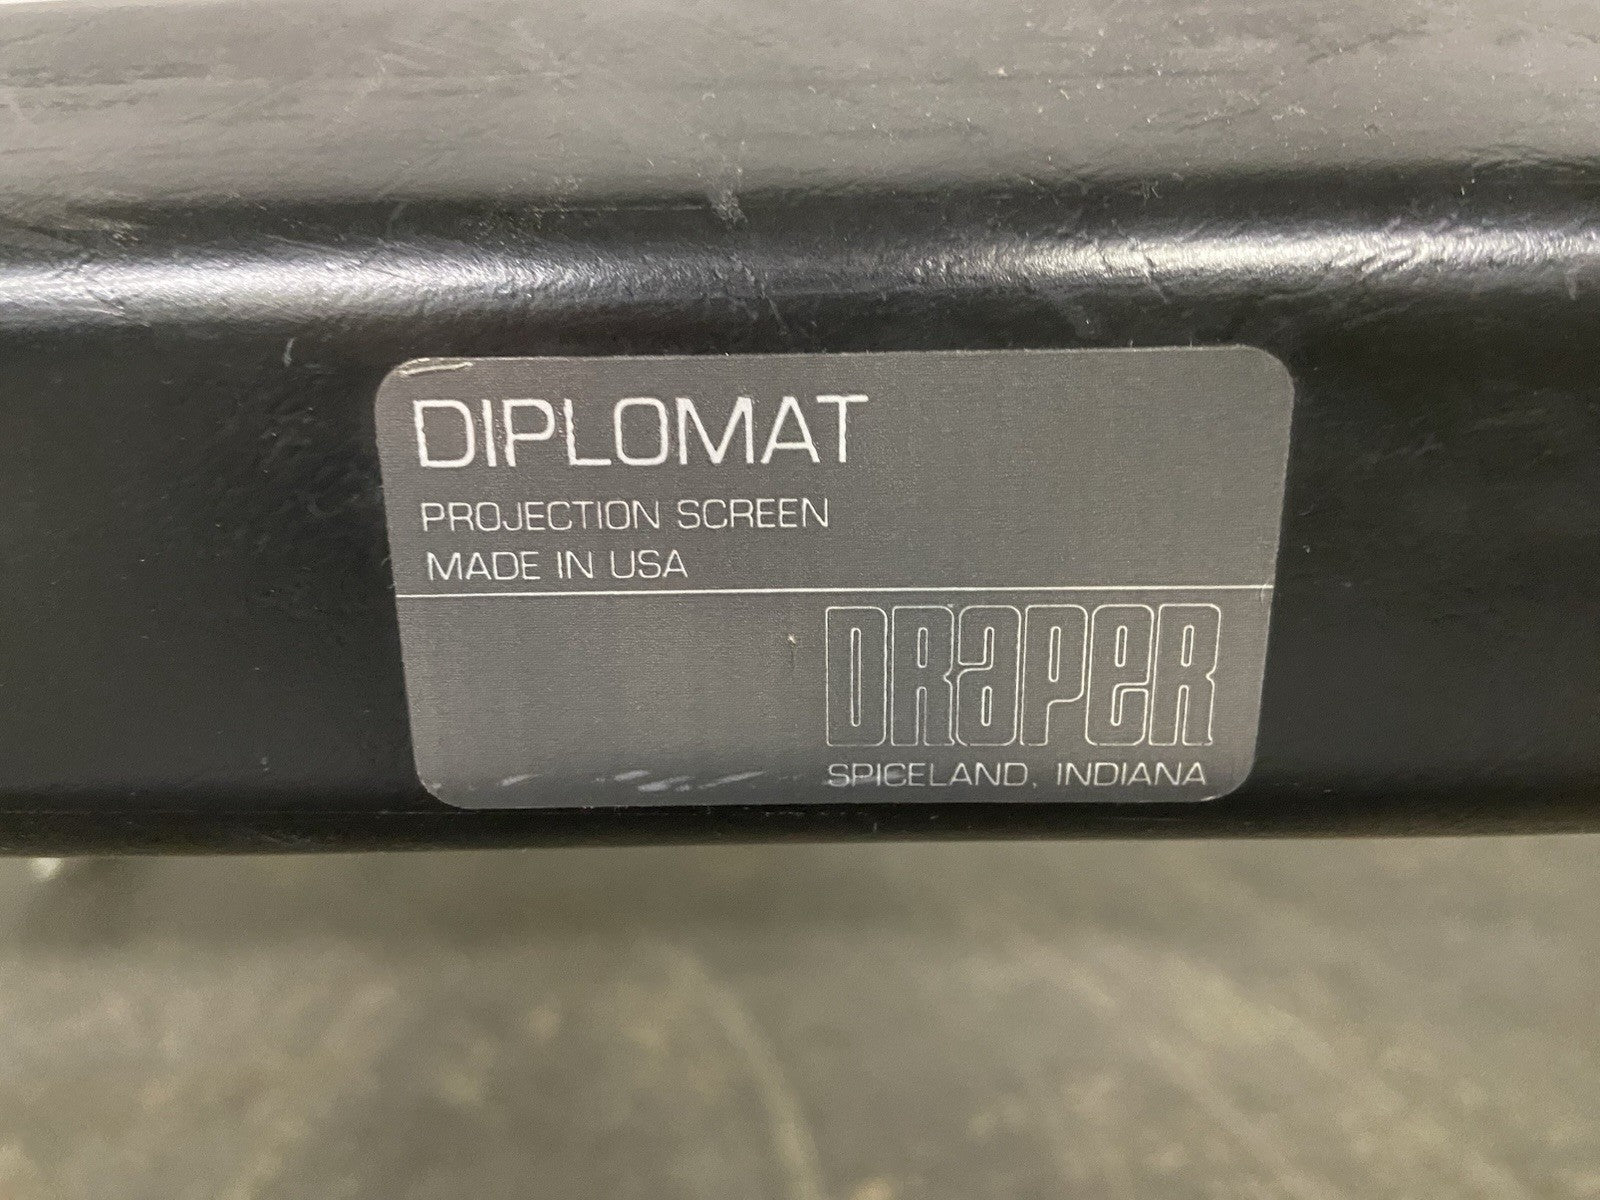 DIPLOMAT
PROJECTION SCREEN
MADE IN USA
DRAPER
SPICELAND, INDIANA